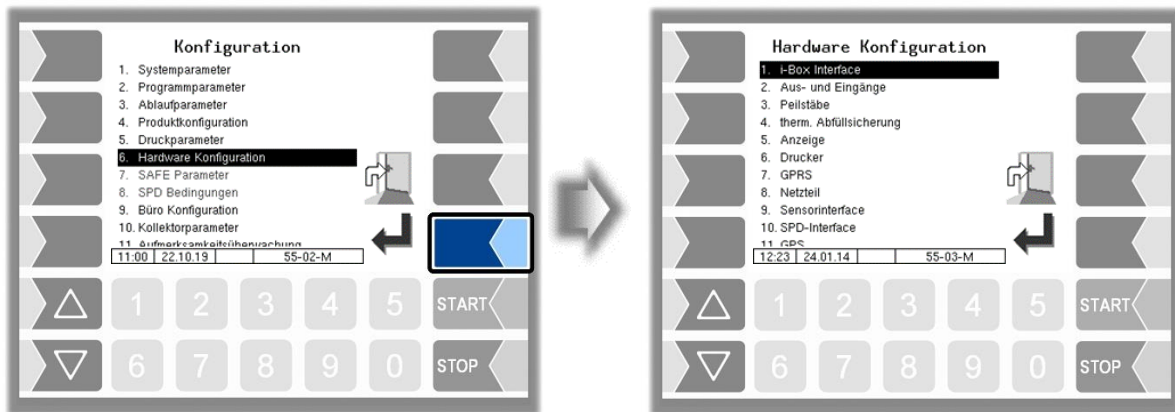 Konfiguration
1. Systemparameter
2. Programmparameter
3. Ablaufparameter
4. Produktkonfiguration
5. Druckparameter
6. Hardware Konfiguration
7. SAFE Parameter
8. SPD Bedingungen
9. Büro Konfiguration
10. Kollektorparameter
11. Aufmerksamkeitsüberwachung
11:00 22.10.19 55-02-M
1 2 3 4 5 START
6 7 8 9 0 STOP
Hardware Konfiguration
1. i-Box Interface
2. Aus- und Eingänge
3. Peilstäbe
4. therm. Abfüllsicherung
5. Anzeige
6. Drucker
7. GPRS
8. Netzteil
9. Sensorinterface
10. SPD-Interface
11. GPS
12:23 24.01.14 55-03-M
1 2 3 4 5 START
6 7 8 9 0 STOP